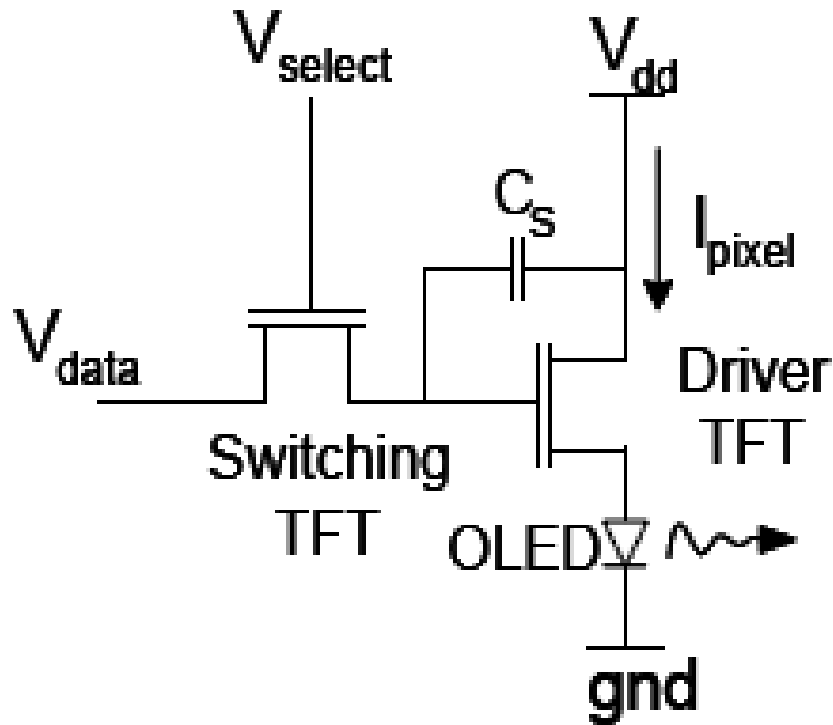 Vselect
Vdd
Cs
Ipixel
Vdata
Driver
TFT
Switching
TFT
OLED
gnd